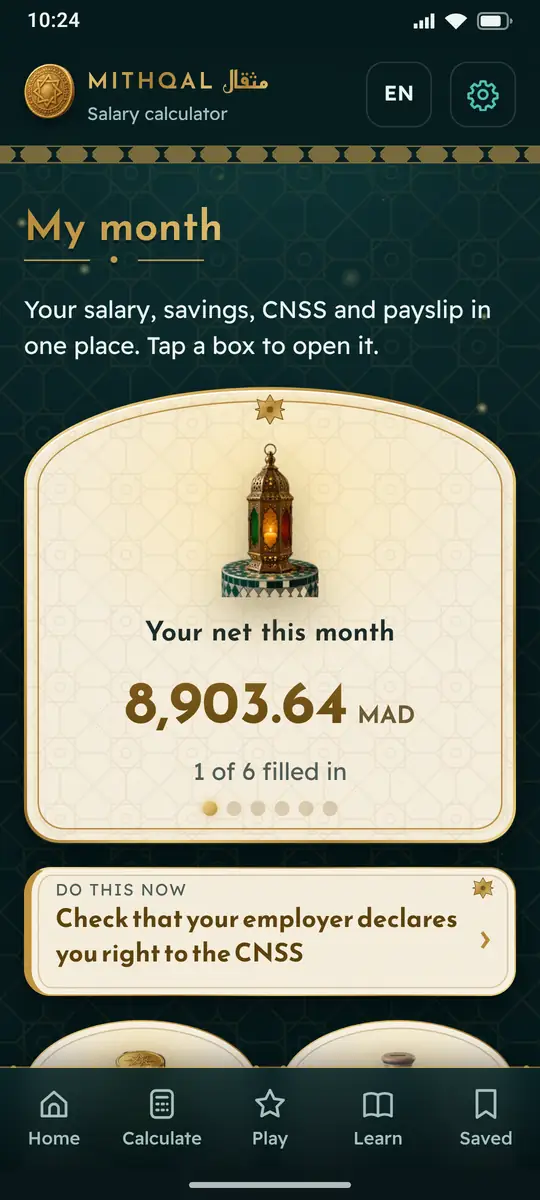 10:24
MITHQAL مثقال
Salary calculator
EN
My month
Your salary, savings, CNSS and payslip in
one place. Tap a box to open it.
Your net this month
8,903.64 MAD
1 of 6 filled in
DO THIS NOW
Check that your employer declares
you right to the CNSS
Home
Calculate
Play
Learn
Saved